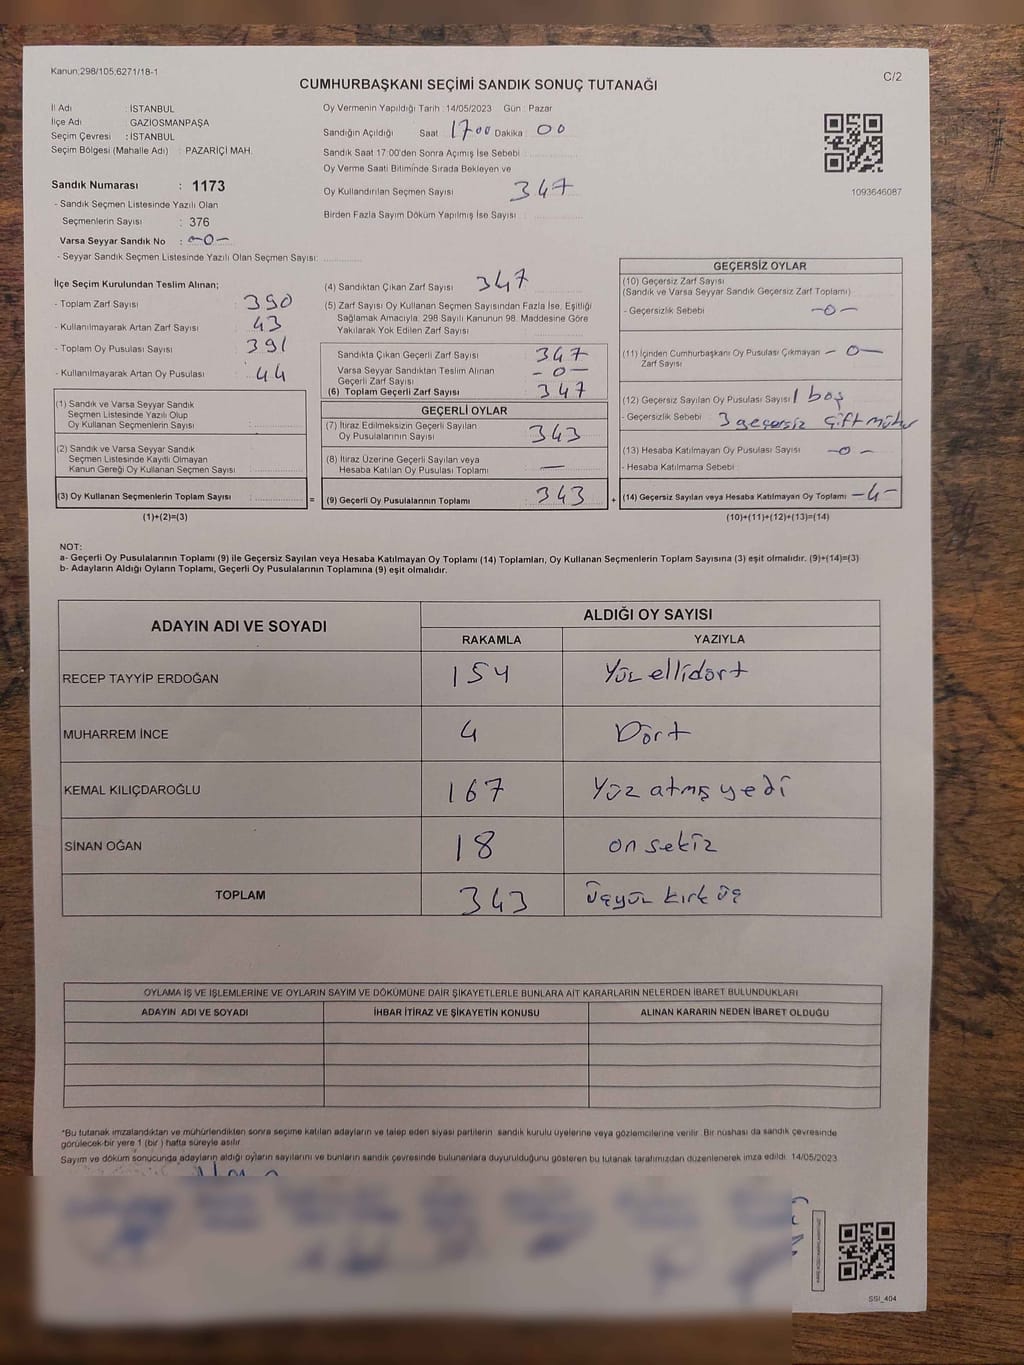 Kanun;298/105;6271/18-1
C/2
CUMHURBAŞKANI SEÇİMİ SANDIK SONUÇ TUTANAĞI
İl Adı : İSTANBUL
İlçe Adı : GAZİOSMANPAŞA
Seçim Çevresi : İSTANBUL
Seçim Bölgesi (Mahalle Adı) : PAZARİÇİ MAH.
Sandık Numarası : 1173
- Sandık Seçmen Listesinde Yazılı Olan
Seçmenlerin Sayısı : 376
Varsa Seyyar Sandık No : -0-
- Seyyar Sandık Seçmen Listesinde Yazılı Olan Seçmen Sayısı:
Oy Vermenin Yapıldığı Tarih : 14/05/2023 Gün : Pazar
Sandığın Açıldığı Saat 17:00 Dakika : 00
Sandık Saat 17:00'den Sonra Açımış İse Sebebi :
Oy Verme Saati Bitiminde Sırada Bekleyen ve
Oy Kullandırılan Seçmen Sayısı : 347
Birden Fazla Sayım Döküm Yapılmış İse Sayısı :
1093646087
İlçe Seçim Kurulundan Teslim Alınan;
- Toplam Zarf Sayısı : 390
- Kullanılmayarak Artan Zarf Sayısı : 43
- Toplam Oy Pusulası Sayısı : 391
- Kullanılmayarak Artan Oy Pusulası : 44
(1) Sandık ve Varsa Seyyar Sandık
Seçmen Listesinde Yazılı Olup
Oy Kullanan Seçmenlerin Sayısı :
(2) Sandık ve Varsa Seyyar Sandık
Seçmen Listesinde Kayıtlı Olmayan
Kanun Gereği Oy Kullanan Seçmen Sayısı :
(3) Oy Kullanan Seçmenlerin Toplam Sayısı :
(1)+(2)=(3)
=
(4) Sandıktan Çıkan Zarf Sayısı : 347
(5) Zarf Sayısı Oy Kullanan Seçmen Sayısından Fazla İse, Eşitliği
Sağlamak Amacıyla; 298 Sayılı Kanunun 98. Maddesine Göre
Yakılarak Yok Edilen Zarf Sayısı :
Sandıkta Çıkan Geçerli Zarf Sayısı : 347
Varsa Seyyar Sandıktan Teslim Alınan
Geçerli Zarf Sayısı : -0-
(6) Toplam Geçerli Zarf Sayısı : 347
GEÇERLİ OYLAR
(7) İtiraz Edilmeksizin Geçerli Sayılan
Oy Pusulalarının Sayısı : 343
(8) İtiraz Üzerine Geçerli Sayılan veya
Hesaba Katılan Oy Pusulası Toplamı : —
(9) Geçerli Oy Pusulalarının Toplamı : 343
+
GEÇERSİZ OYLAR
(10) Geçersiz Zarf Sayısı
(Sandık ve Varsa Seyyar Sandık Geçersiz Zarf Toplamı)
- Geçersizlik Sebebi : -0-
(11) İçinden Cumhurbaşkanı Oy Pusulası Çıkmayan : -0-
Zarf Sayısı
(12) Geçersiz Sayılan Oy Pusulası Sayısı : 1 boş
- Geçersizlik Sebebi : 3 geçersiz çift mühür
(13) Hesaba Katılmayan Oy Pusulası Sayısı : -0-
- Hesaba Katılmama Sebebi :
(14) Geçersiz Sayılan veya Hesaba Katılmayan Oy Toplamı : -4-
(10)+(11)+(12)+(13)=(14)
NOT:
a- Geçerli Oy Pusulalarının Toplamı (9) ile Geçersiz Sayılan veya Hesaba Katılmayan Oy Toplamı (14) Toplamları, Oy Kullanan Seçmenlerin Toplam Sayısına (3) eşit olmalıdır. (9)+(14)=(3)
b- Adayların Aldığı Oyların Toplamı, Geçerli Oy Pusulalarının Toplamına (9) eşit olmalıdır.
ADAYIN ADI VE SOYADI
ALDIĞI OY SAYISI
RAKAMLA YAZIYLA
RECEP TAYYİP ERDOĞAN 154 Yüz ellidört
MUHARREM İNCE 4 Dört
KEMAL KILIÇDAROĞLU 167 Yüz atmış yedi
SİNAN OĞAN 18 on sekiz
TOPLAM 343 üçyüz kırk üç
OYLAMA İŞ VE İŞLEMLERİNE VE OYLARIN SAYIM VE DÖKÜMÜNE DAİR ŞİKAYETLERLE BUNLARA AİT KARARLARIN NELERDEN İBARET BULUNDUKLARI
ADAYIN ADI VE SOYADI İHBAR İTİRAZ VE ŞİKAYETİN KONUSU ALINAN KARARIN NEDEN İBARET OLDUĞU
*Bu tutanak imzalandıktan ve mühürlendikten sonra seçime katılan adayların ve talep eden siyasi partilerin sandık kurulu üyelerine veya gözlemcilerine verilir. Bir nüshası da sandık çevresinde
görülecek bir yere 1 (bir ) hafta süreyle asılır.
Sayım ve döküm sonucunda adayların aldığı oyların sayılarını ve bunların sandık çevresinde bulunanlara duyurulduğunu gösteren bu tutanak tarafımızdan düzenlenerek imza edildi. 14/05/2023
SSI_404